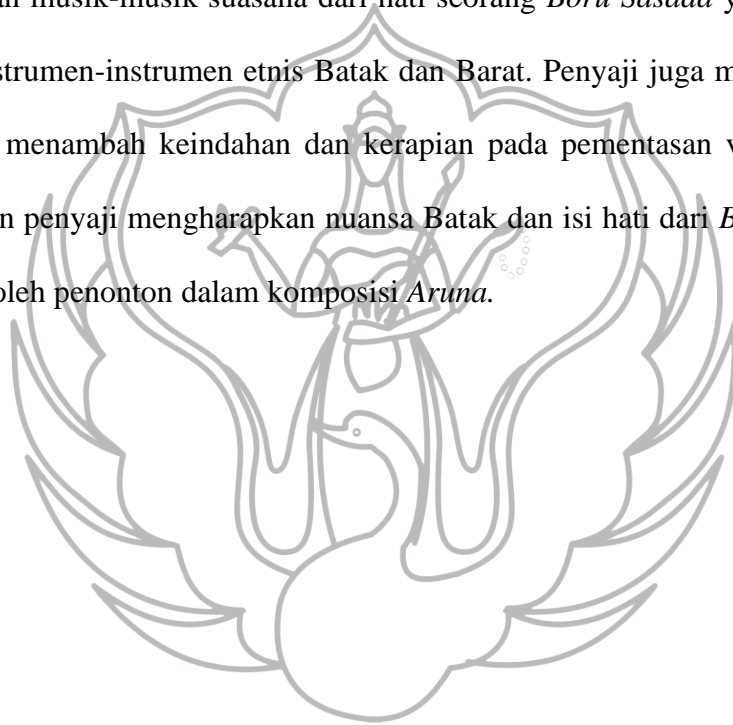 musik-musik suasana dari hati seorang Boru Sasada
strumen-instrumen etnis Batak dan Barat. Penyaji juga
menambah keindahan dan kerapian pada pementasan
penyaji mengharapkan nuansa Batak dan isi hati dari
oleh penonton dalam komposisi Aruna.